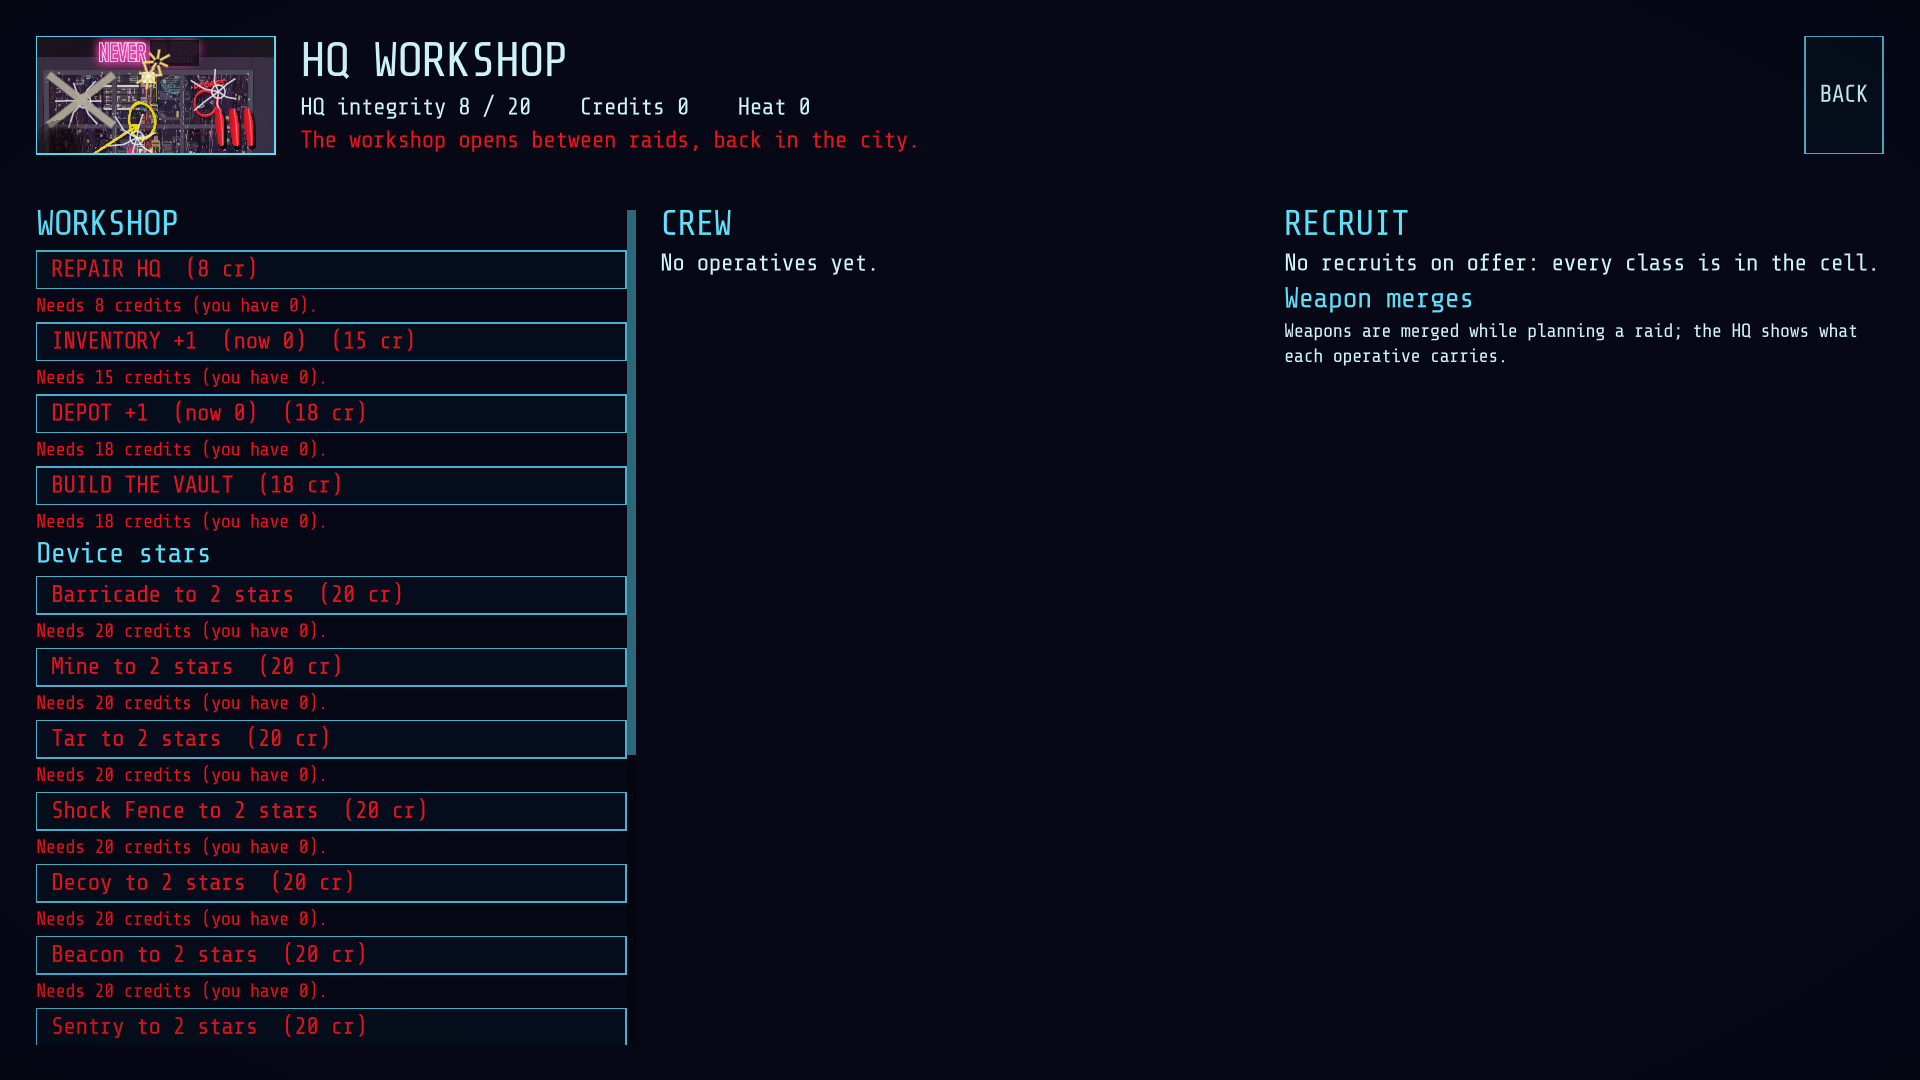 NEVER
HQ WORKSHOP
HQ integrity 8 / 20 Credits 0 Heat 0
The workshop opens between raids, back in the city.
BACK
WORKSHOP
REPAIR HQ (8 cr)
Needs 8 credits (you have 0).
INVENTORY +1 (now 0) (15 cr)
Needs 15 credits (you have 0).
DEPOT +1 (now 0) (18 cr)
Needs 18 credits (you have 0).
BUILD THE VAULT (18 cr)
Needs 18 credits (you have 0).
Device stars
Barricade to 2 stars (20 cr)
Needs 20 credits (you have 0).
Mine to 2 stars (20 cr)
Needs 20 credits (you have 0).
Tar to 2 stars (20 cr)
Needs 20 credits (you have 0).
Shock Fence to 2 stars (20 cr)
Needs 20 credits (you have 0).
Decoy to 2 stars (20 cr)
Needs 20 credits (you have 0).
Beacon to 2 stars (20 cr)
Needs 20 credits (you have 0).
Sentry to 2 stars (20 cr)
CREW
No operatives yet.
RECRUIT
No recruits on offer: every class is in the cell.
Weapon merges
Weapons are merged while planning a raid; the HQ shows what
each operative carries.